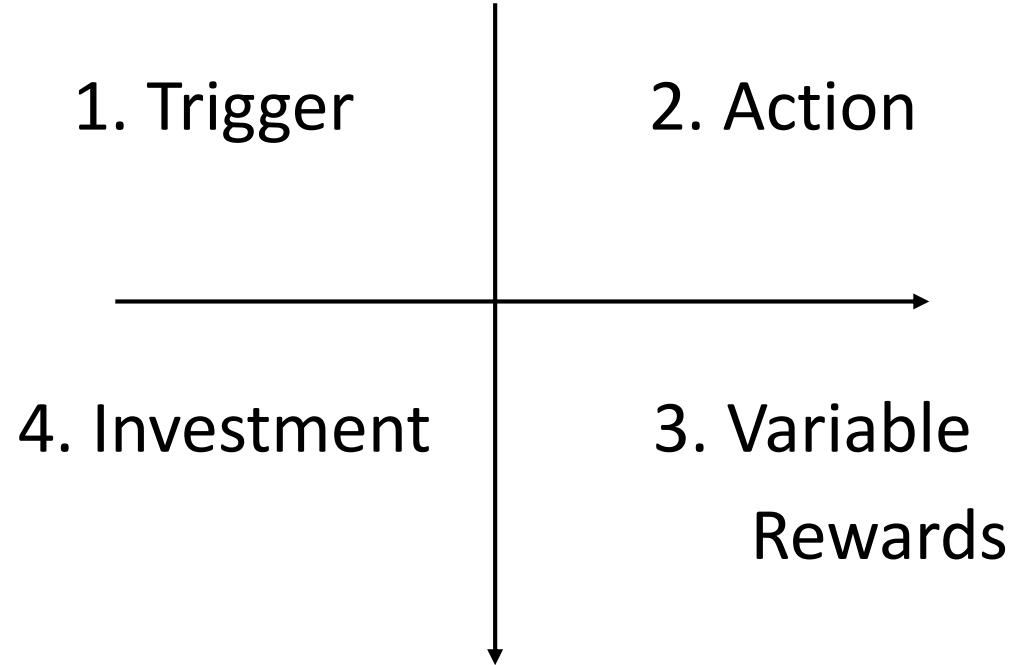 1. Trigger
2. Action
4. Investment
3. Variable
Rewards